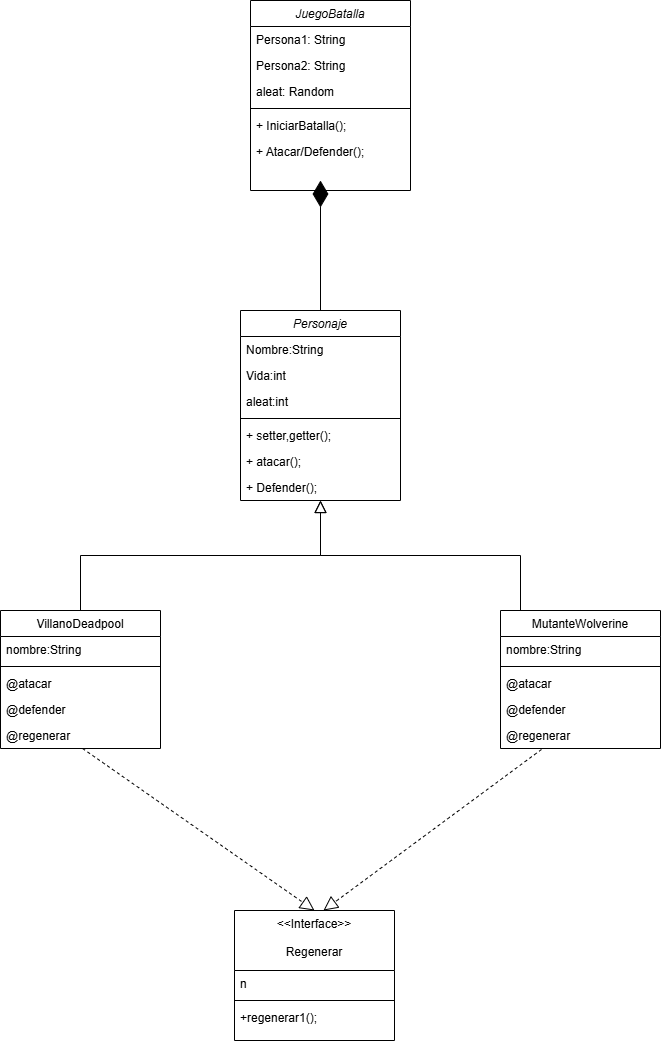 JuegoBatalla
Persona1: String
Persona2: String
aleat: Random
+ IniciarBatalla();
+ Atacar/Defender();
Personaje
Nombre:String
Vida:int
aleat:int
+ setter,getter();
+ atacar();
+ Defender();
VillanoDeadpool
nombre:String
@atacar
@defender
@regenerar
MutanteWolverine
nombre:String
@atacar
@defender
@regenerar
<<Interface>>
Regenerar
n
+regenerar1();